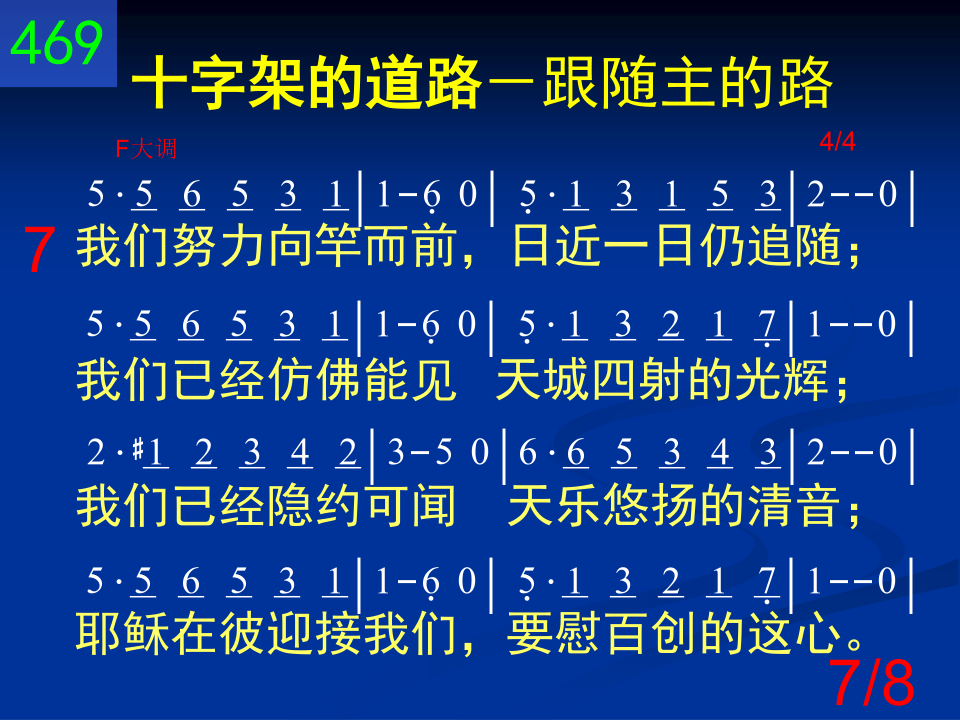 469
十字架的道路－跟随主的路
F大调 4/4
5·5 6 5 3 1|1-6̣ 0|5̣·1 3 1 5 3|2--0|
7 我们努力向竿而前，日近一日仍追随；
5·5 6 5 3 1|1-6̣ 0|5̣·1 3 2 1 7̣|1--0|
我们已经仿佛能见 天城四射的光辉；
2·♯1 2 3 4 2|3-5 0|6·6 5 3 4 3|2--0|
我们已经隐约可闻 天乐悠扬的清音；
5·5 6 5 3 1|1-6̣ 0|5̣·1 3 2 1 7̣|1--0|
耶稣在彼迎接我们，要慰百创的这心。
7/8